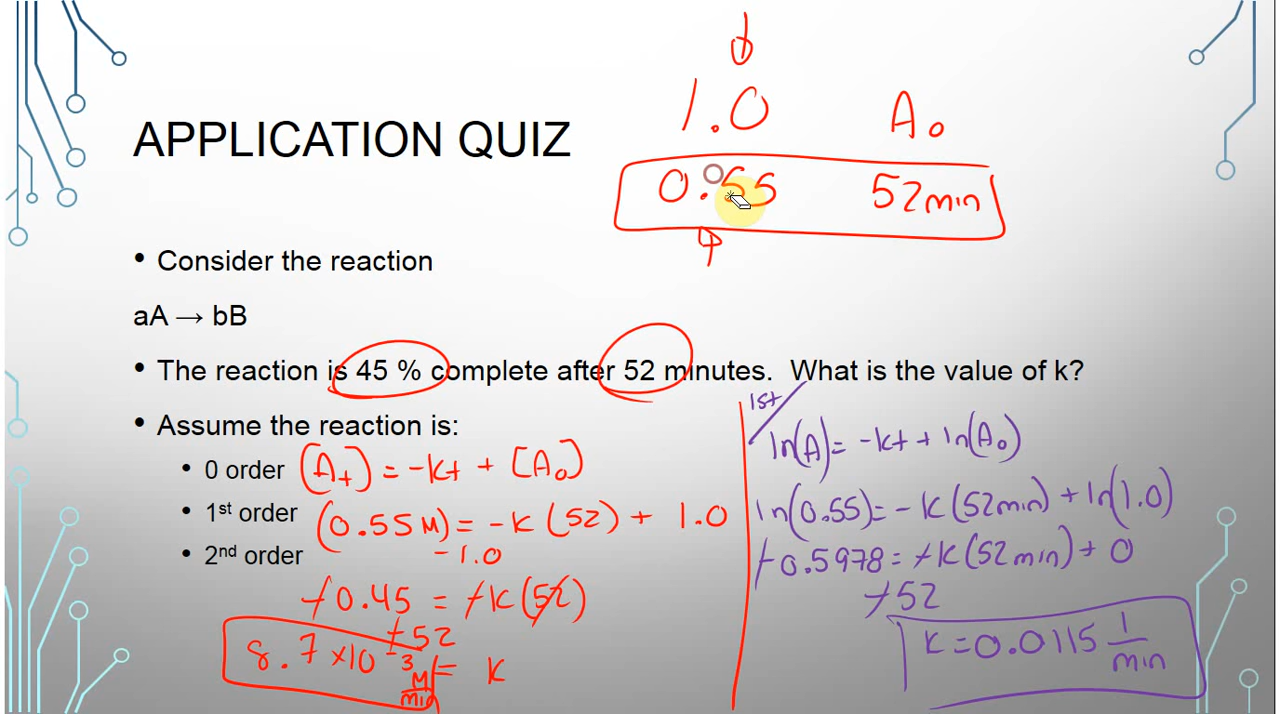 1.0 A₀
APPLICATION QUIZ
0.55 52min
• Consider the reaction
aA → bB
• The reaction is 45 % complete after 52 minutes. What is the value of k?
• Assume the reaction is:
• 0 order
• 1st order
• 2nd order
[At] = -kt + [A₀]
(0.55M) = -k(52) + 1.0
-1.0
-0.45 = -k(52)
-52
8.7×10⁻³ M/min = k
1st
ln(A) = -kt + ln(A₀)
ln(0.55) = -k(52min) + ln(1.0)
-0.5978 = -k(52min) + 0
-52
k = 0.0115 1/min